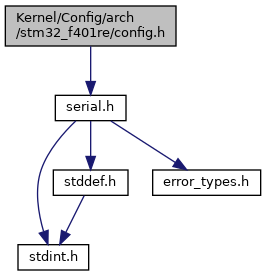 Kernel/Config/arch
/stm32_f401re/config.h
serial.h
stddef.h
error_types.h
stdint.h